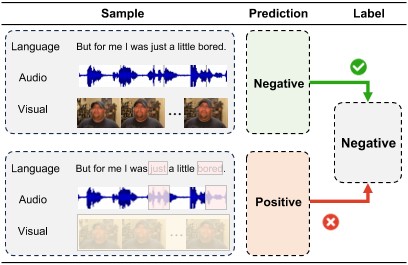 Sample Prediction Label
Language But for me I was just a little bored.
Audio
Visual
...
Negative
Negative
Language But for me I was just a little bored.
Audio
Visual
...
Positive